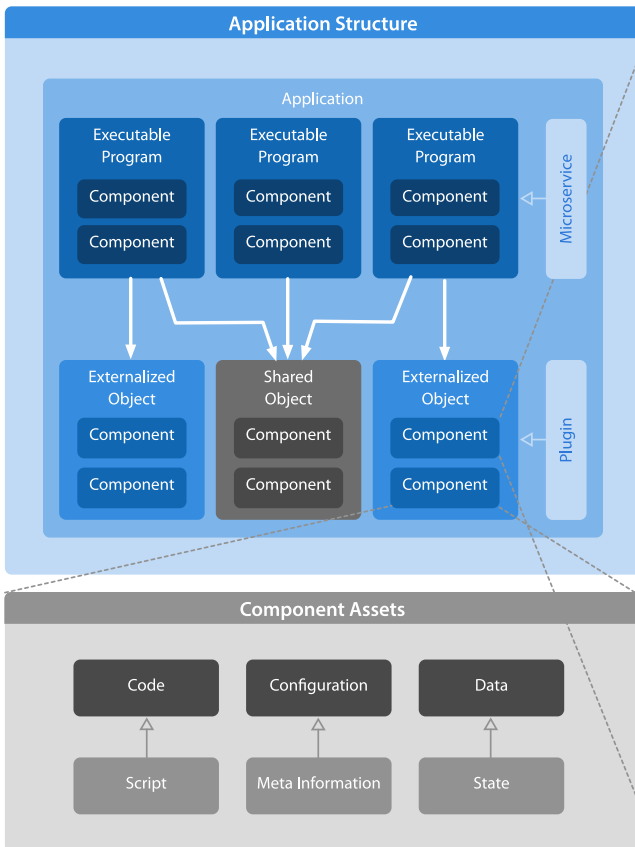 Application Structure
Application
Executable
Program
Component
Component
Executable
Program
Component
Component
Executable
Program
Component
Component
Microservice
Externalized
Object
Component
Component
Shared
Object
Component
Component
Externalized
Object
Component
Component
Plugin
Component Assets
Code
Configuration
Data
Script
Meta Information
State